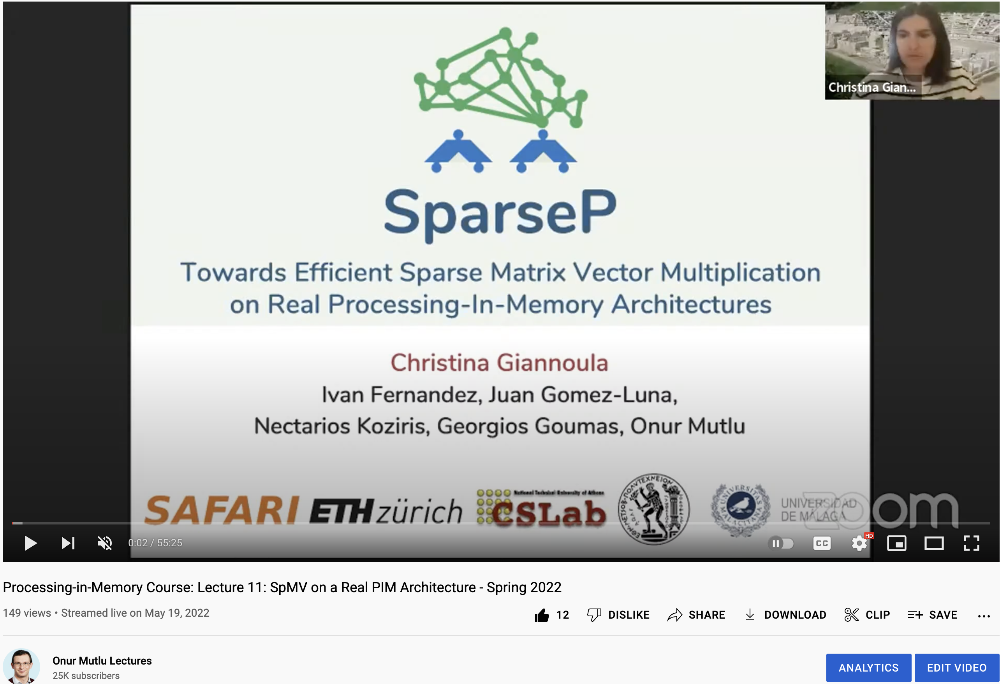 Christina Gian...
SparseP
Towards Efficient Sparse Matrix Vector Multiplication
on Real Processing-In-Memory Architectures
Christina Giannoula
Ivan Fernandez, Juan Gomez-Luna,
Nectarios Koziris, Georgios Goumas, Onur Mutlu
SAFARI
ETH zürich
National Technical University of Athens
CSLab
UNIVERSIDAD
DE MÁLAGA
zoom
0:02 / 55:25
CC
HD
Processing-in-Memory Course: Lecture 11: SpMV on a Real PIM Architecture - Spring 2022
149 views • Streamed live on May 19, 2022
12 DISLIKE SHARE DOWNLOAD CLIP SAVE ...
Onur Mutlu Lectures
25K subscribers
ANALYTICS
EDIT VIDEO